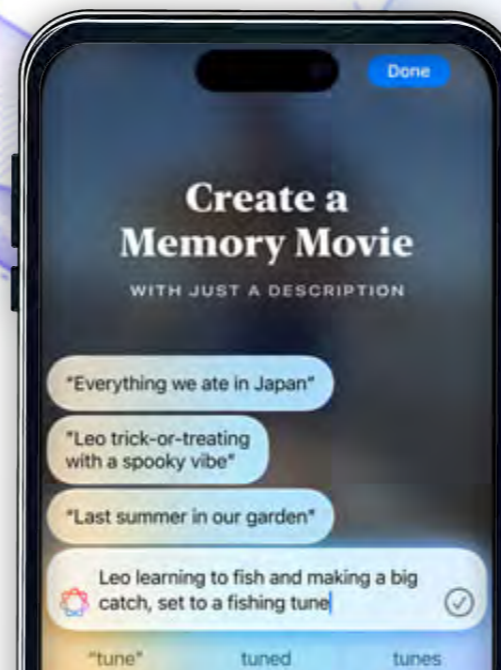 Done
Create a
Memory Movie
WITH JUST A DESCRIPTION
"Everything we ate in Japan"
"Leo trick-or-treating
with a spooky vibe"
"Last summer in our garden"
Leo learning to fish and making a big
catch, set to a fishing tune
"tune" tuned tunes